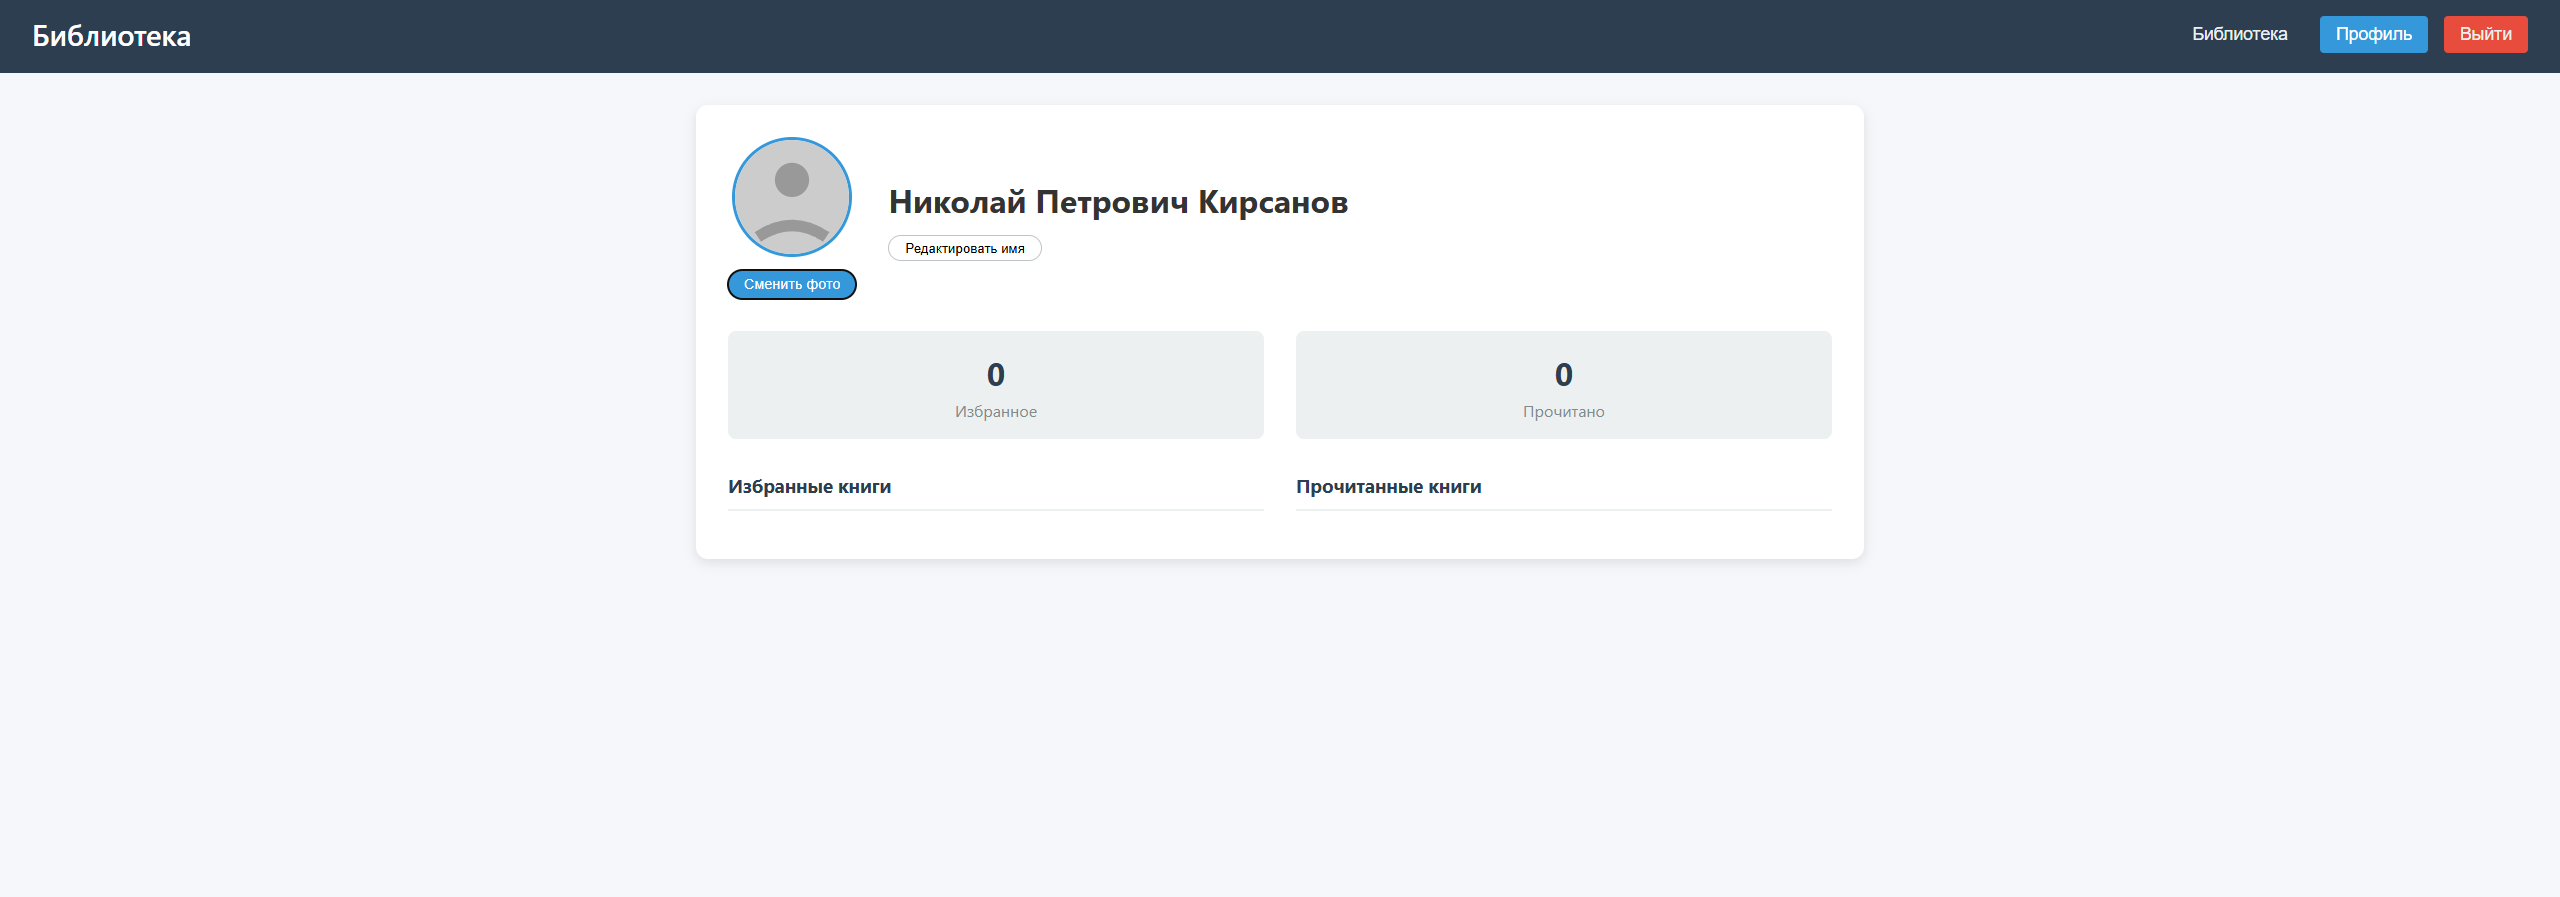 Библиотека
Библиотека
Профиль
Выйти
Николай Петрович Кирсанов
Редактировать имя
Сменить фото
0
Избранное
0
Прочитано
Избранные книги
Прочитанные книги